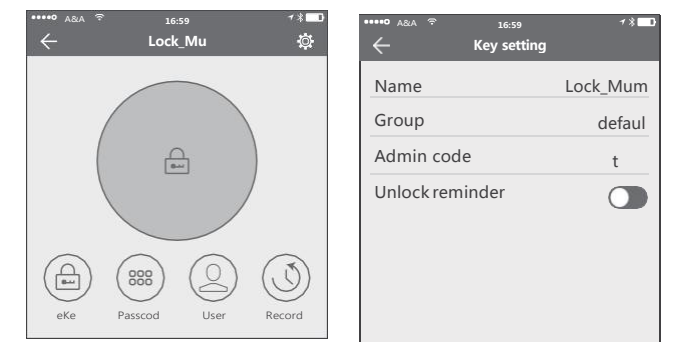 A&A 16:59
Lock_Mu
eKe Passcod User Record
A&A 16:59
Key setting
Name Lock_Mum
Group defaul
Admin code t
Unlock reminder